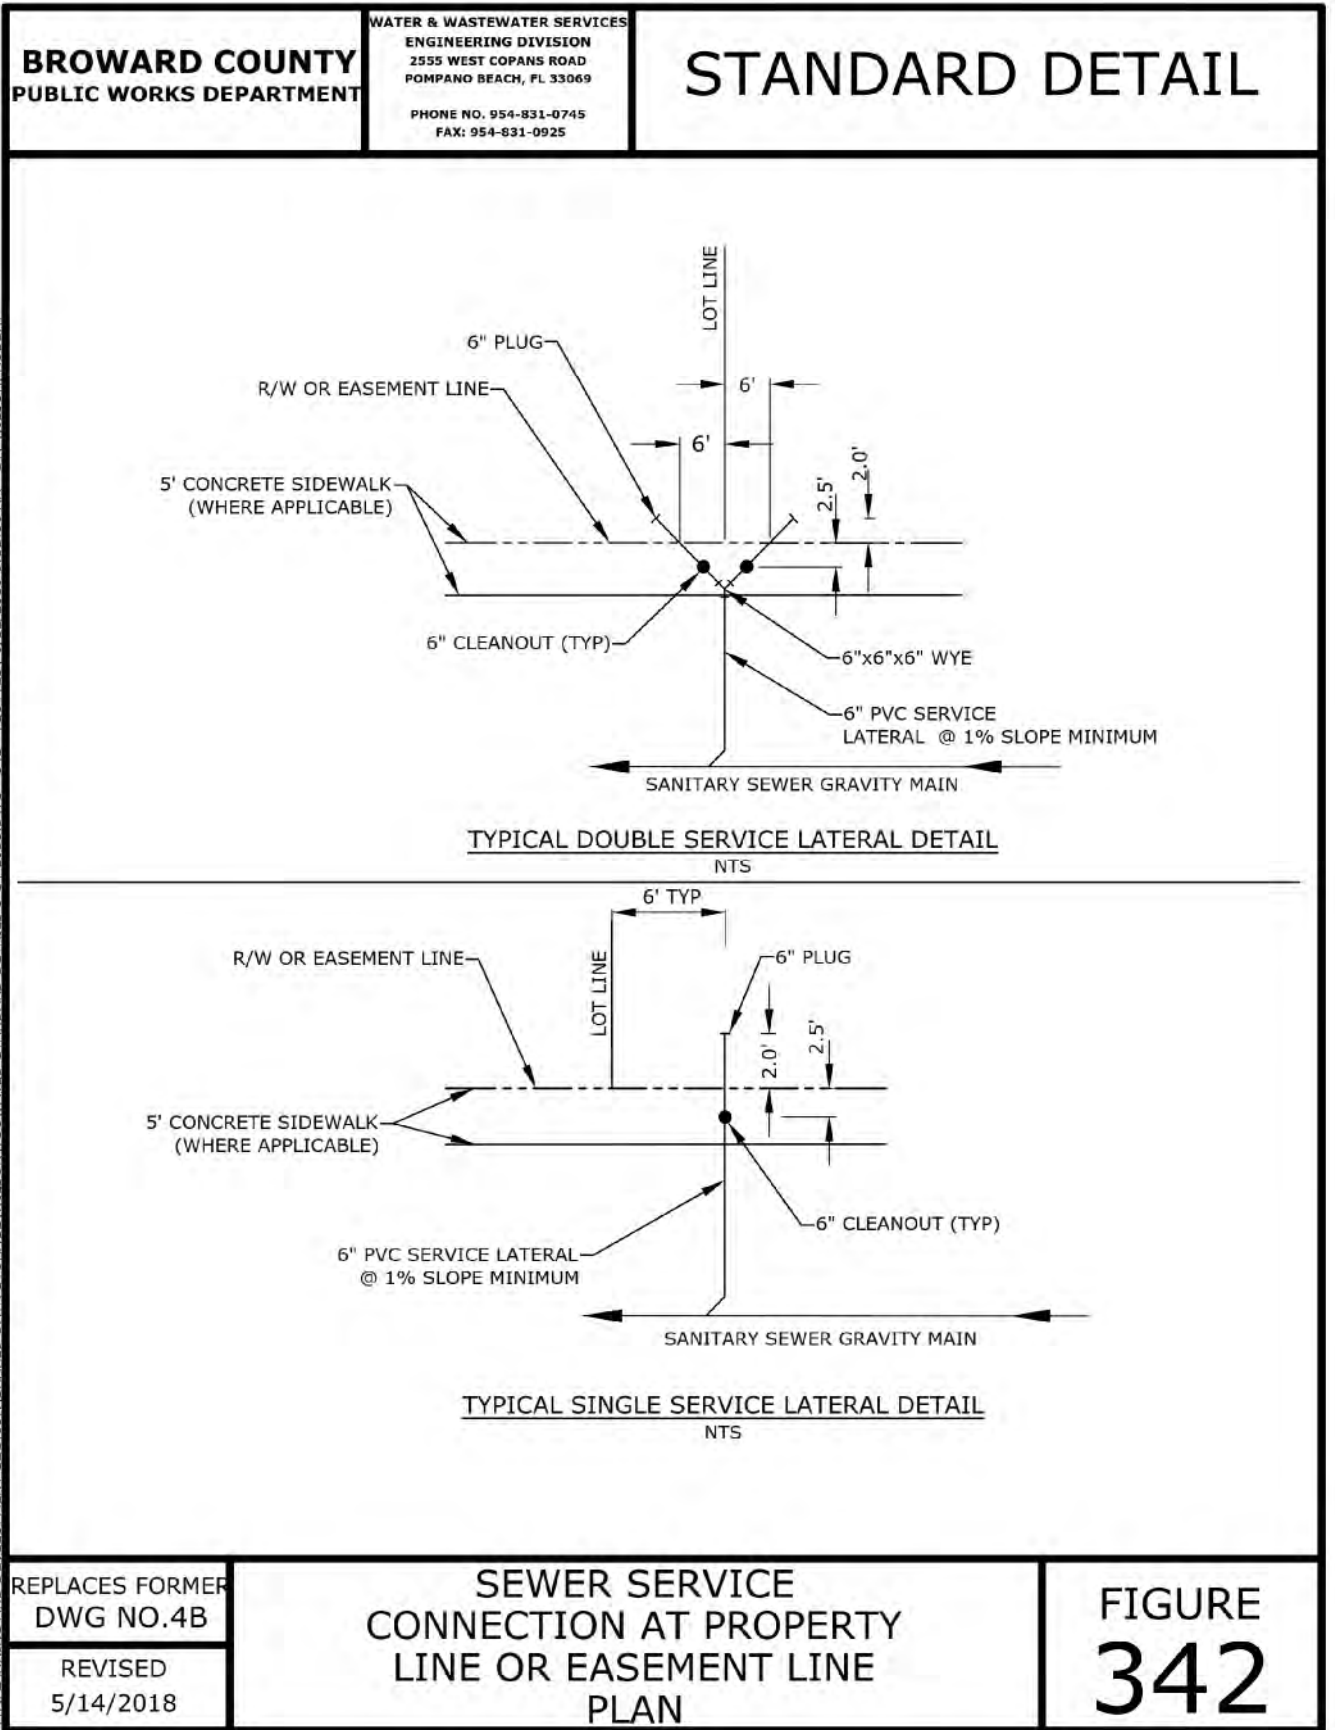 BROWARD COUNTY
PUBLIC WORKS DEPARTMENT
WATER & WASTEWATER SERVICES
ENGINEERING DIVISION
2555 WEST COPANS ROAD
POMPANO BEACH, FL 33069
PHONE NO. 954-831-0745
FAX: 954-831-0925
STANDARD DETAIL
LOT LINE
6" PLUG
R/W OR EASEMENT LINE
6'
6'
5' CONCRETE SIDEWALK
(WHERE APPLICABLE)
2.5'
2.0'
6" CLEANOUT (TYP)
6"x6"x6" WYE
6" PVC SERVICE
LATERAL @ 1% SLOPE MINIMUM
SANITARY SEWER GRAVITY MAIN
TYPICAL DOUBLE SERVICE LATERAL DETAIL
NTS
6' TYP
R/W OR EASEMENT LINE
LOT LINE
6" PLUG
2.0'
2.5'
5' CONCRETE SIDEWALK
(WHERE APPLICABLE)
6" CLEANOUT (TYP)
6" PVC SERVICE LATERAL
@ 1% SLOPE MINIMUM
SANITARY SEWER GRAVITY MAIN
TYPICAL SINGLE SERVICE LATERAL DETAIL
NTS
REPLACES FORMER
DWG NO.4B
REVISED
5/14/2018
SEWER SERVICE
CONNECTION AT PROPERTY
LINE OR EASEMENT LINE
PLAN
FIGURE
342